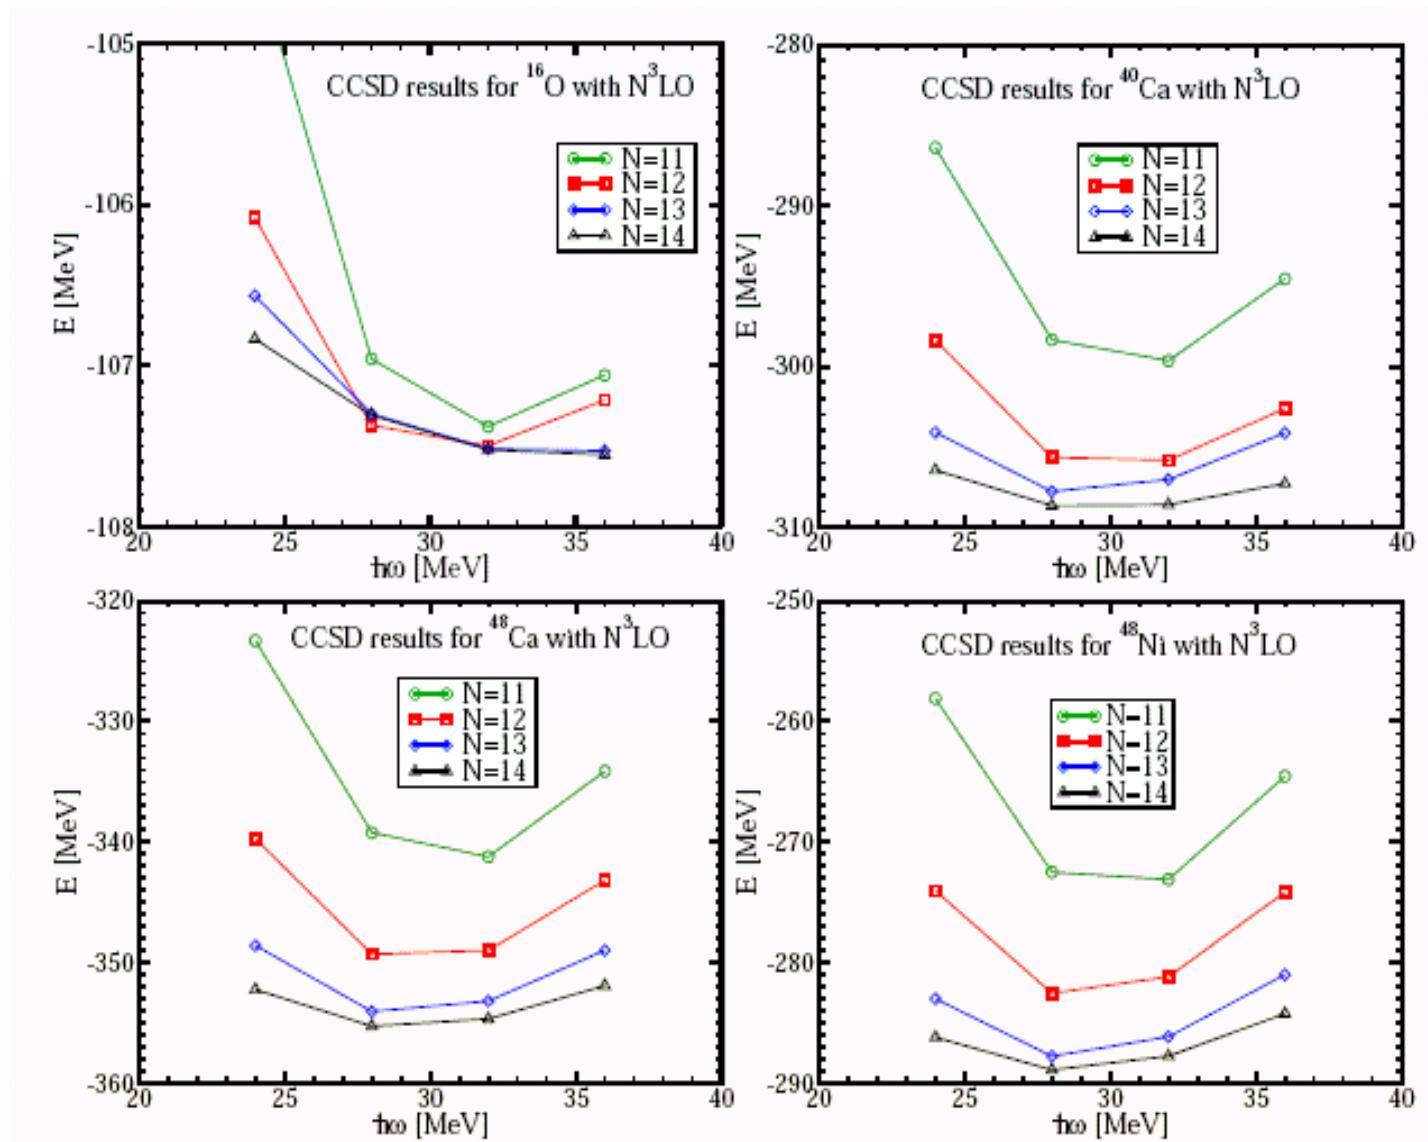 CCSD results for ¹⁶O with N³LO
N=11
N=12
N=13
N=14
-105
-106
-107
-108
E [MeV]
20 25 30 35 40
ħω [MeV]
CCSD results for ⁴⁰Ca with N³LO
N=11
N=12
N=13
N=14
-280
-290
-300
-310
E [MeV]
20 25 30 35 40
ħω [MeV]
CCSD results for ⁴⁸Ca with N³LO
N=11
N=12
N=13
N=14
-320
-330
-340
-350
-360
E [MeV]
20 25 30 35 40
ħω [MeV]
CCSD results for ⁴⁸Ni with N³LO
N=11
N=12
N=13
N=14
-250
-260
-270
-280
-290
E [MeV]
20 25 30 35 40
ħω [MeV]